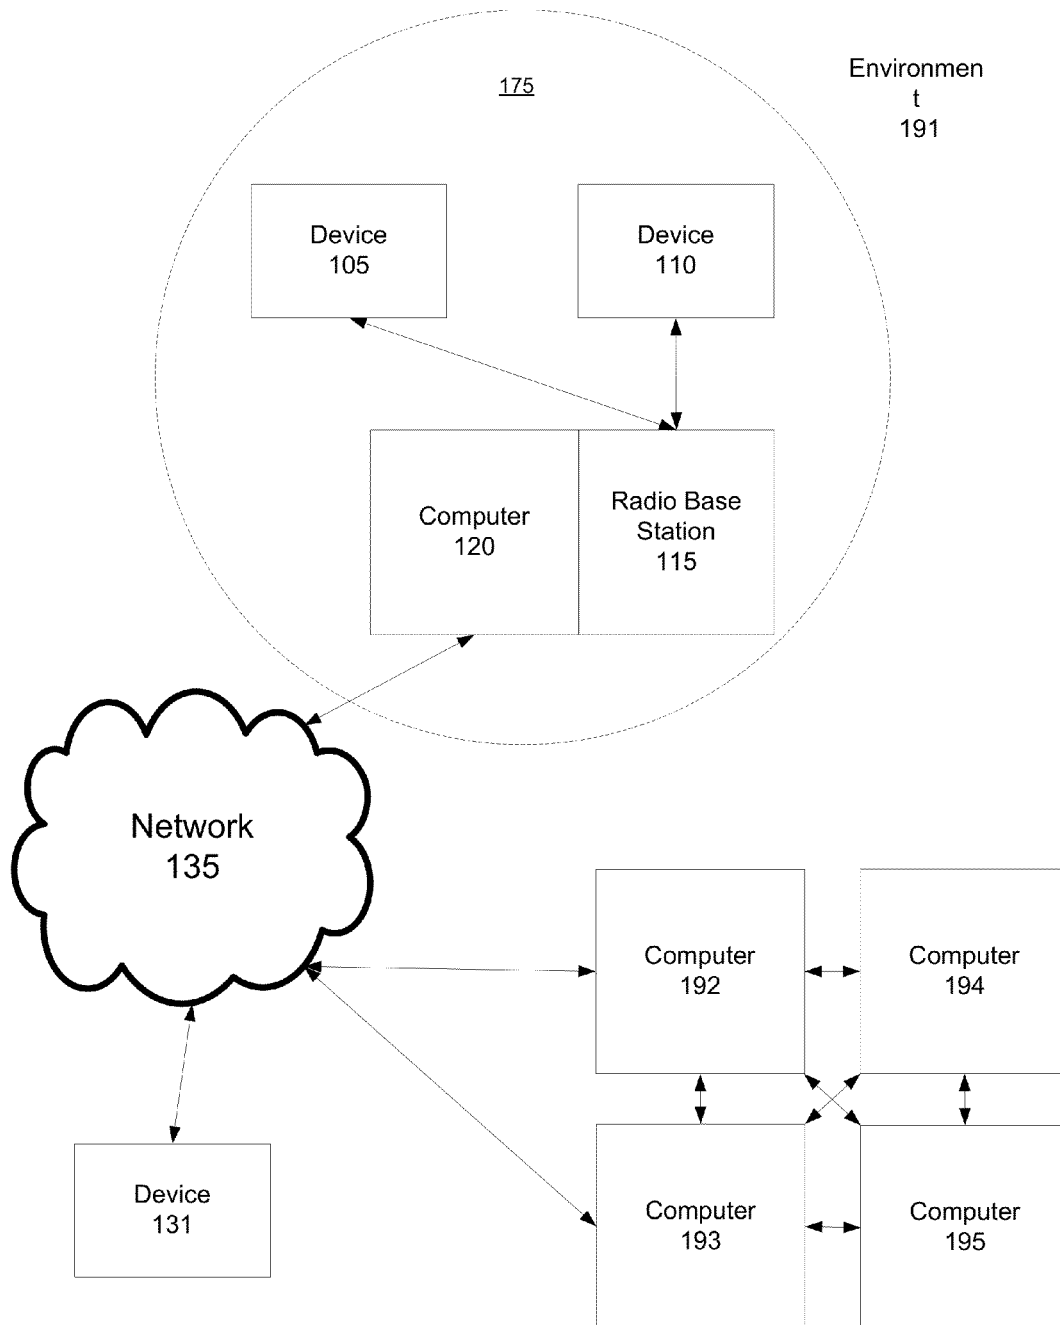 Environmen
t
191
175
Device
105
Device
110
Computer
120
Radio Base
Station
115
Network
135
Computer
192
Computer
194
Device
131
Computer
193
Computer
195